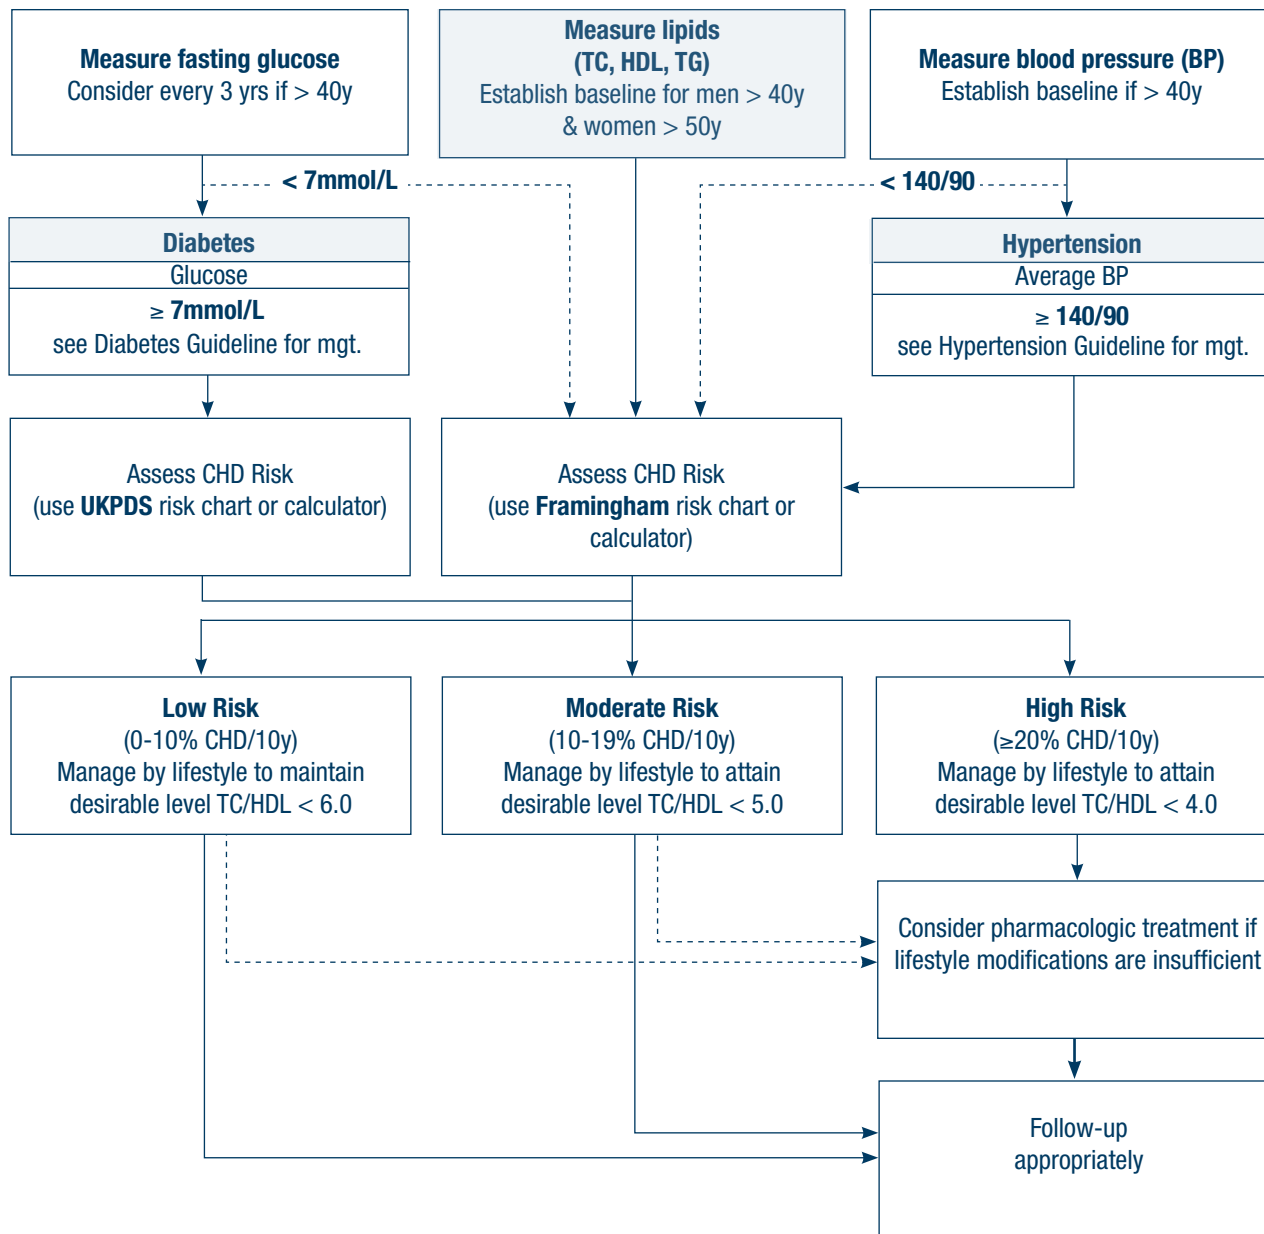 Measure fasting glucose
Consider every 3 yrs if > 40y
Measure lipids
(TC, HDL, TG)
Establish baseline for men > 40y
& women > 50y
Measure blood pressure (BP)
Establish baseline if > 40y
< 7mmol/L
< 140/90
Diabetes
Glucose
≥ 7mmol/L
see Diabetes Guideline for mgt.
Hypertension
Average BP
≥ 140/90
see Hypertension Guideline for mgt.
Assess CHD Risk
(use UKPDS risk chart or calculator)
Assess CHD Risk
(use Framingham risk chart or
calculator)
Low Risk
(0-10% CHD/10y)
Manage by lifestyle to maintain
desirable level TC/HDL < 6.0
Moderate Risk
(10-19% CHD/10y)
Manage by lifestyle to attain
desirable level TC/HDL < 5.0
High Risk
(≥20% CHD/10y)
Manage by lifestyle to attain
desirable level TC/HDL < 4.0
Consider pharmacologic treatment if
lifestyle modifications are insufficient
Follow-up
appropriately